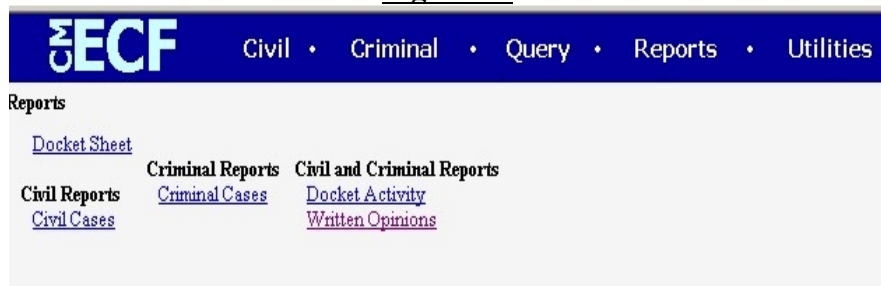 CM ECF Civil • Criminal • Query • Reports • Utilities
Reports
Docket Sheet
Criminal Reports Civil and Criminal Reports
Civil Reports Criminal Cases Docket Activity
Civil Cases Written Opinions